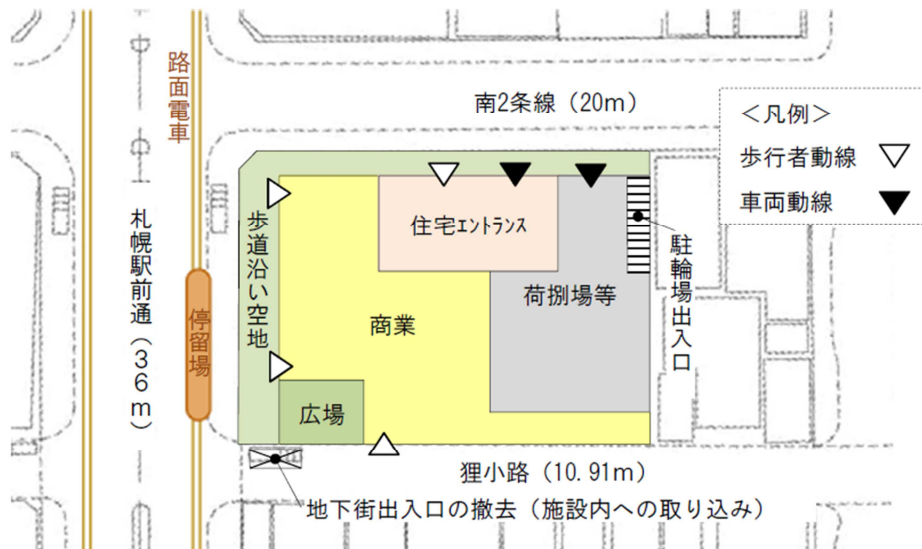 路面電車
南2条線（20m）
＜凡例＞
歩行者動線
車両動線
札幌駅前通（36m）
停留場
歩道沿い空地
住宅エントランス
荷捌場等
駐輪場出入口
商業
広場
狸小路（10.91m）
地下街出入口の撤去（施設内への取り込み）